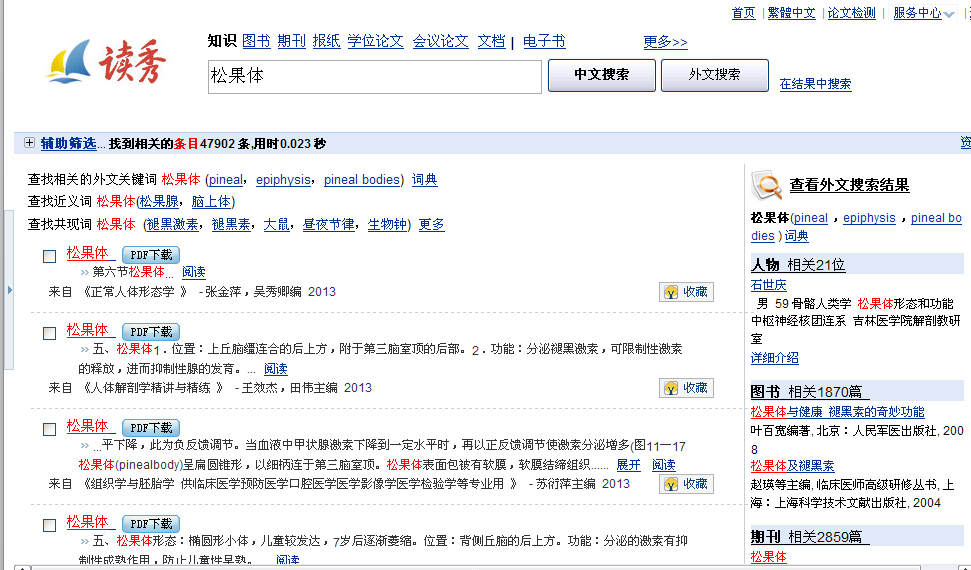 首页 | 繁體中文 | 论文检测 | 服务中心
读秀
知识 图书 期刊 报纸 学位论文 会议论文 文档 | 电子书 更多>>
松果体 中文搜索 外文搜索 在结果中搜索
辅助筛选... 找到相关的条目47902 条,用时0.023 秒
查找相关的外文关键词 松果体 (pineal, epiphysis, pineal bodies) 词典
查找近义词 松果体(松果腺, 脑上体)
查找共现词 松果体 (褪黑激素, 褪黑素, 大鼠, 昼夜节律, 生物钟) 更多
松果体 PDF下载
›› 第六节松果体... 阅读
来自 《正常人体形态学 》 - 张金萍，吴秀卿编 2013 收藏
松果体 PDF下载
›› 五、松果体1．位置：上丘脑缰连合的后上方，附于第三脑室顶的后部。2．功能：分泌褪黑激素，可限制性激素
的释放，进而抑制性腺的发育。... 阅读
来自 《人体解剖学精讲与精练 》 - 王效杰，田伟主编 2013 收藏
松果体 PDF下载
›› ...平下降，此为负反馈调节。当血液中甲状腺激素下降到一定水平时，再以正反馈调节使激素分泌增多(图11一17
松果体(pinealbody)呈扁圆锥形，以细柄连于第三脑室顶。松果体表面包被有软膜，软膜结缔组织...... 展开 阅读
来自 《组织学与胚胎学 供临床医学预防医学口腔医学医学影像学医学检验学等专业用 》 - 苏衍萍主编 2013 收藏
松果体 PDF下载
›› 五、松果体形态：椭圆形小体，儿童较发达，7岁后逐渐萎缩。位置：背侧丘脑的后上方。功能：分泌的激素有抑
制性成熟作用，防止儿童性早熟。 阅读
查看外文搜索结果
松果体(pineal , epiphysis , pineal bo
dies ) 词典
人物 相关21位
石世庆
男 59 骨骼人类学 松果体形态和功能
中枢神经核团连系 吉林医学院解剖教研
室
详细介绍
图书 相关1870篇
松果体与健康 褪黑素的奇妙功能
叶百宽编著, 北京：人民军医出版社, 200
8
松果体及褪黑素
赵瑛等主编, 临床医师高级研修丛书, 上
海：上海科学技术文献出版社, 2004
期刊 相关2859篇
松果体